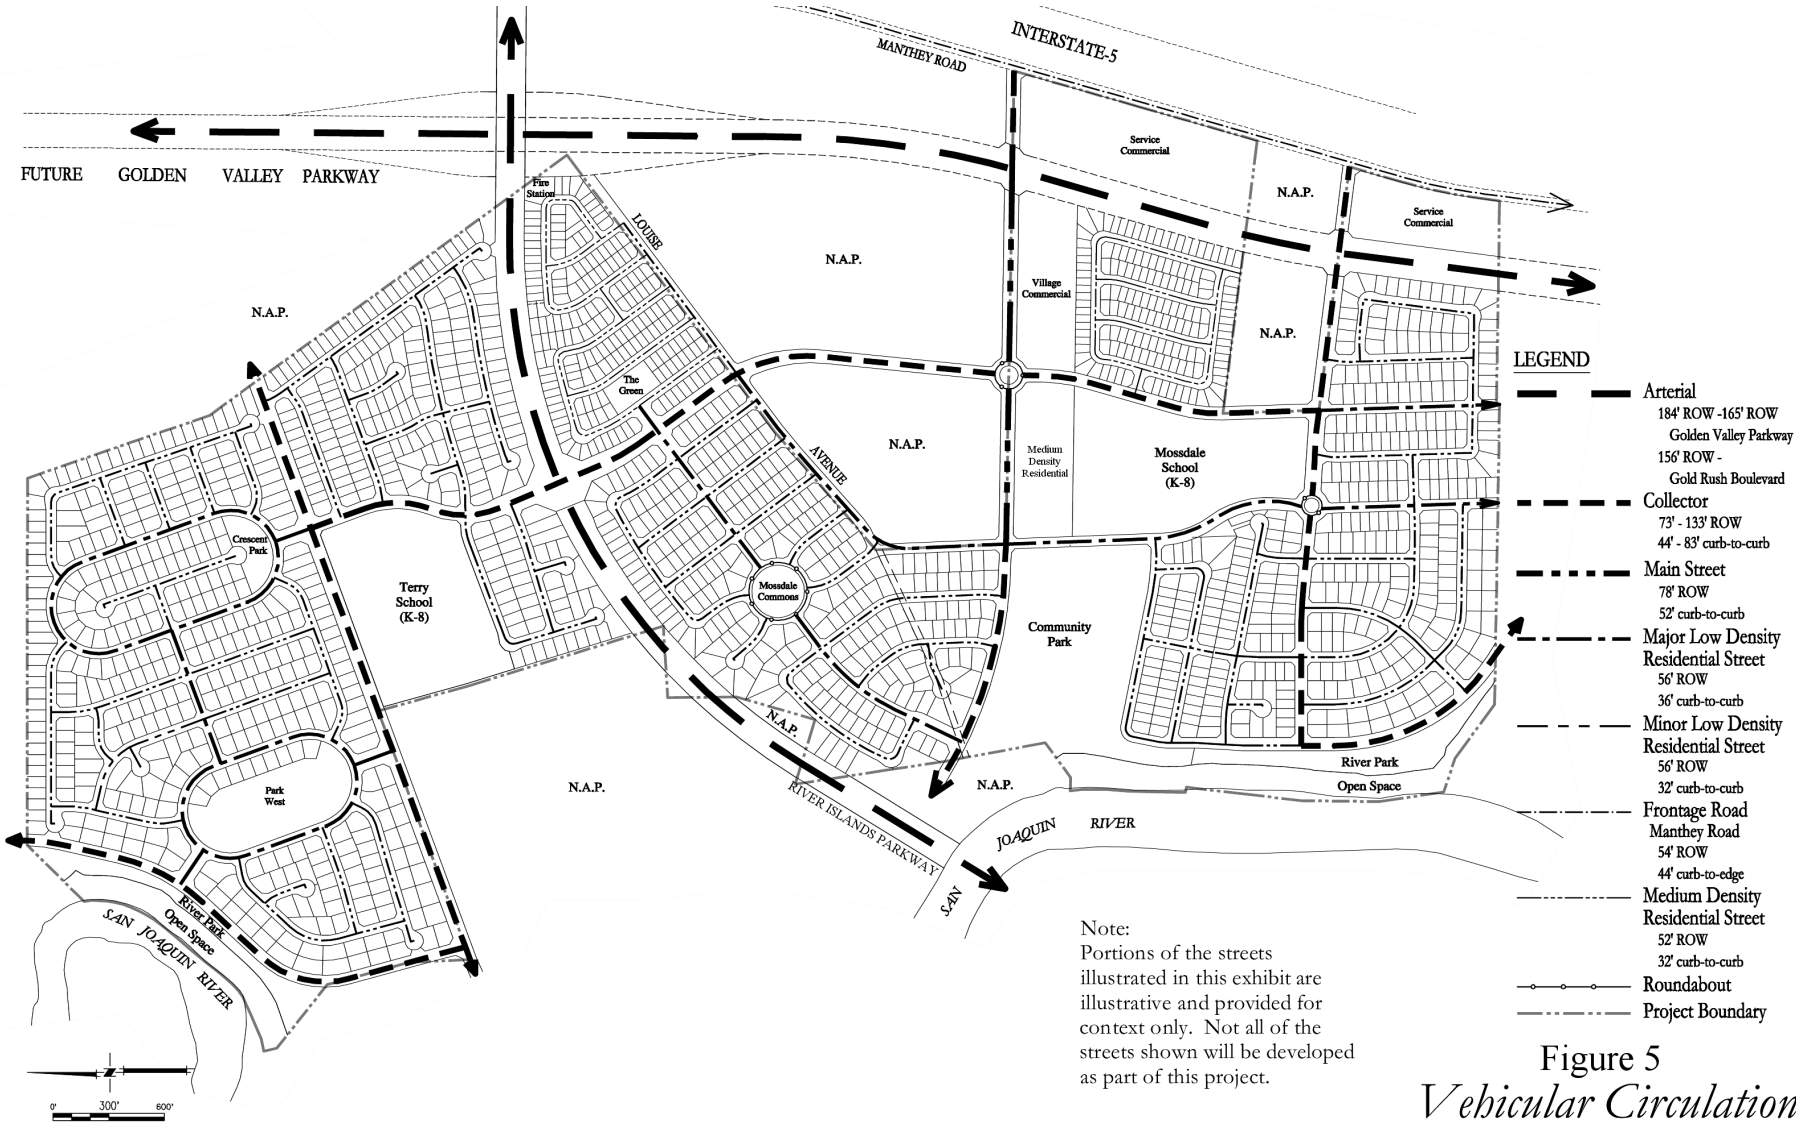 INTERSTATE-5
MANTHEY ROAD
FUTURE GOLDEN VALLEY PARKWAY
Fire
Station
LOUISE
AVENUE
Service
Commercial
N.A.P.
Service
Commercial
N.A.P.
Village
Commercial
N.A.P.
N.A.P.
The
Green
N.A.P.
Medium
Density
Residential
Mossdale
School
(K-8)
Crescent
Park
Terry
School
(K-8)
Mossdale
Commons
Community
Park
N.A.P.
Park
West
N.A.P.
N.A.P.
River Park
Open Space
RIVER ISLANDS PARKWAY
SAN JOAQUIN RIVER
River Park
Open Space
SAN JOAQUIN RIVER
0' 300' 600'
Note:
Portions of the streets
illustrated in this exhibit are
illustrative and provided for
context only. Not all of the
streets shown will be developed
as part of this project.
LEGEND
Arterial
184' ROW -165' ROW
Golden Valley Parkway
156' ROW -
Gold Rush Boulevard
Collector
73' - 133' ROW
44' - 83' curb-to-curb
Main Street
78' ROW
52' curb-to-curb
Major Low Density
Residential Street
56' ROW
36' curb-to-curb
Minor Low Density
Residential Street
56' ROW
32' curb-to-curb
Frontage Road
Manthey Road
54' ROW
44' curb-to-edge
Medium Density
Residential Street
52' ROW
32' curb-to-curb
Roundabout
Project Boundary
Figure 5
Vehicular Circulation
N.A.P.